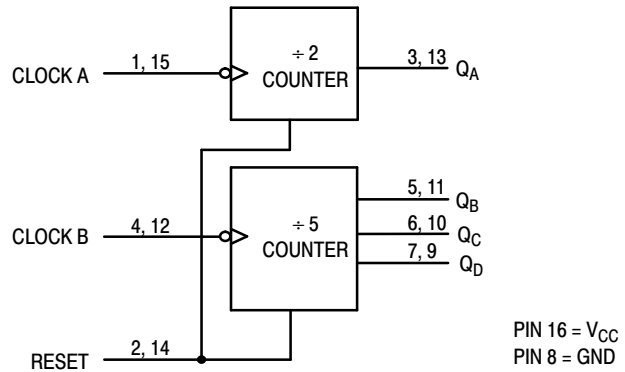 ÷ 2
COUNTER
CLOCK A
1, 15
3, 13
QA
÷ 5
COUNTER
CLOCK B
4, 12
5, 11
QB
6, 10
QC
7, 9
QD
RESET
2, 14
PIN 16 = VCC
PIN 8 = GND